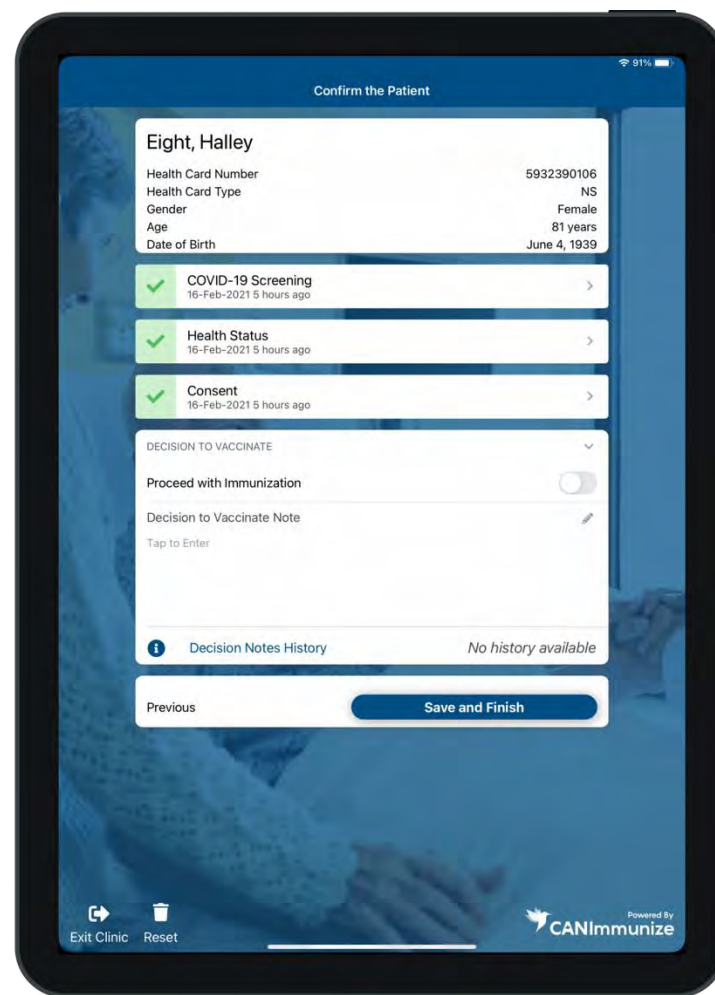 91%
Confirm the Patient
Eight, Halley
Health Card Number 5932390106
Health Card Type NS
Gender Female
Age 81 years
Date of Birth June 4, 1939
COVID-19 Screening
16-Feb-2021 5 hours ago
Health Status
16-Feb-2021 5 hours ago
Consent
16-Feb-2021 5 hours ago
DECISION TO VACCINATE
Proceed with Immunization
Decision to Vaccinate Note
Tap to Enter
Decision Notes History No history available
Previous Save and Finish
Exit Clinic Reset
Powered By
CANImmunize